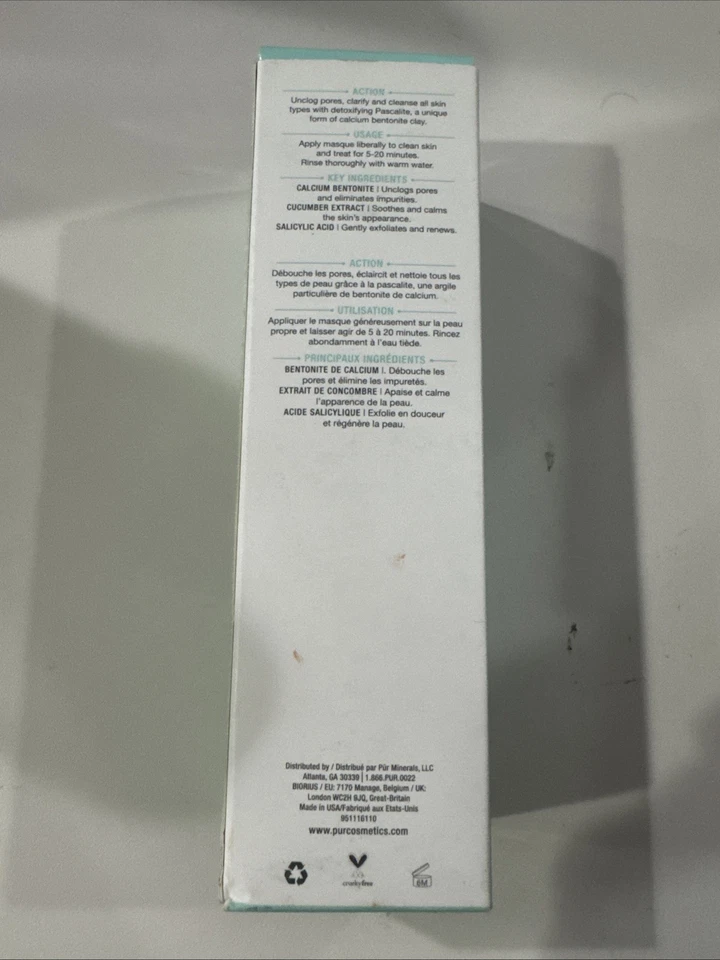 ACTION
Unclog pores, clarify and cleanse all skin
types with detoxifying Pascalite, a unique
form of calcium bentonite clay.
USAGE
Apply masque liberally to clean skin
and treat for 5-20 minutes.
Rinse thoroughly with warm water.
KEY INGREDIENTS
CALCIUM BENTONITE | Unclogs pores
and eliminates impurities.
CUCUMBER EXTRACT | Soothes and calms
the skin's appearance.
SALICYLIC ACID | Gently exfoliates and renews.
ACTION
Débouche les pores, éclaircit et nettoie tous les
types de peau grâce à la pascalite, une argile
particulière de bentonite de calcium.
UTILISATION
Appliquer le masque généreusement sur la peau
propre et laisser agir de 5 à 20 minutes. Rincez
abondamment à l'eau tiède.
PRINCIPAUX INGRÉDIENTS
BENTONITE DE CALCIUM |. Débouche les
pores et élimine les impuretés.
EXTRAIT DE CONCOMBRE | Apaise et calme
l'apparence de la peau.
ACIDE SALICYLIQUE | Exfolie en douceur
et régénère la peau.
Distributed by / Distribué par Pür Minerals, LLC
Atlanta, GA 30339 | 1.866.PUR.0022
BIORIUS / EU: 7170 Manage, Belgium / UK:
London WC2H 9JQ, Great-Britain
Made in USA/Fabriqué aux Etats-Unis
951116110
www.purcosmetics.com
crueltyfree
6M